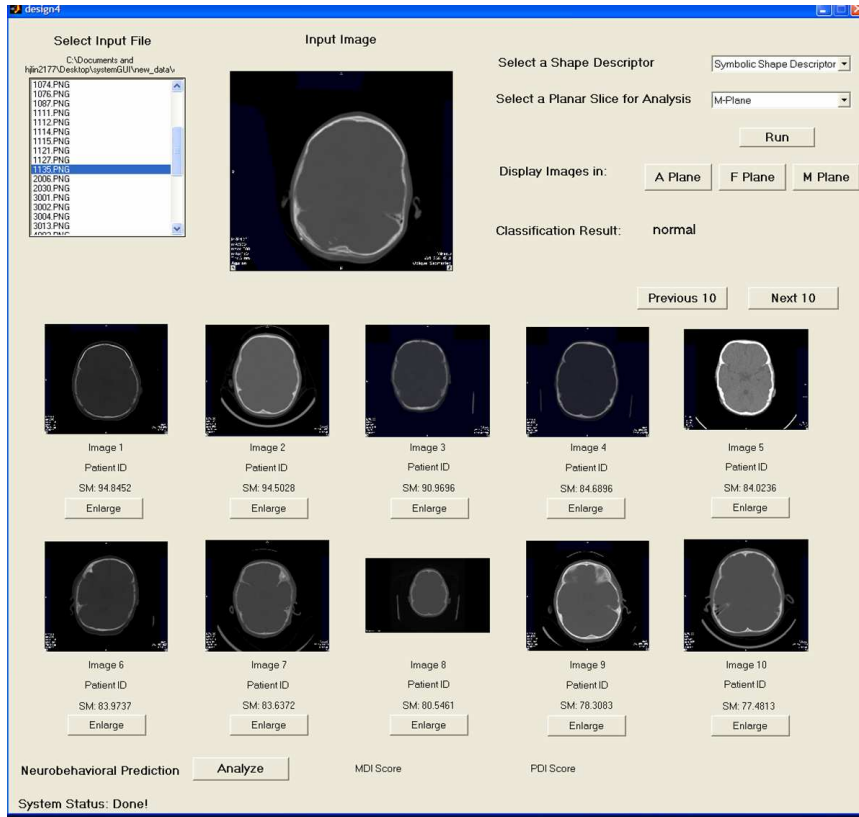 design4
Select Input File
Input Image
C:\Documents and
hjlin2177\Desktop\systemGUI\new_data\
1074.PNG
1076.PNG
1087.PNG
1111.PNG
1112.PNG
1114.PNG
1115.PNG
1121.PNG
1127.PNG
1135.PNG
2006.PNG
2030.PNG
3001.PNG
3002.PNG
3004.PNG
3013.PNG
Select a Shape Descriptor
Symbolic Shape Descriptor
Select a Planar Slice for Analysis
M-Plane
Run
Display Images in:
A Plane F Plane M Plane
Classification Result: normal
Previous 10 Next 10
Image 1 Image 2 Image 3 Image 4 Image 5
Patient ID Patient ID Patient ID Patient ID Patient ID
SM: 94.8452 SM: 94.5028 SM: 90.9696 SM: 84.6896 SM: 84.0236
Enlarge Enlarge Enlarge Enlarge Enlarge
Image 6 Image 7 Image 8 Image 9 Image 10
Patient ID Patient ID Patient ID Patient ID Patient ID
SM: 83.9737 SM: 83.6372 SM: 80.5461 SM: 78.3083 SM: 77.4813
Enlarge Enlarge Enlarge Enlarge Enlarge
Neurobehavioral Prediction Analyze MDI Score PDI Score
System Status: Done!